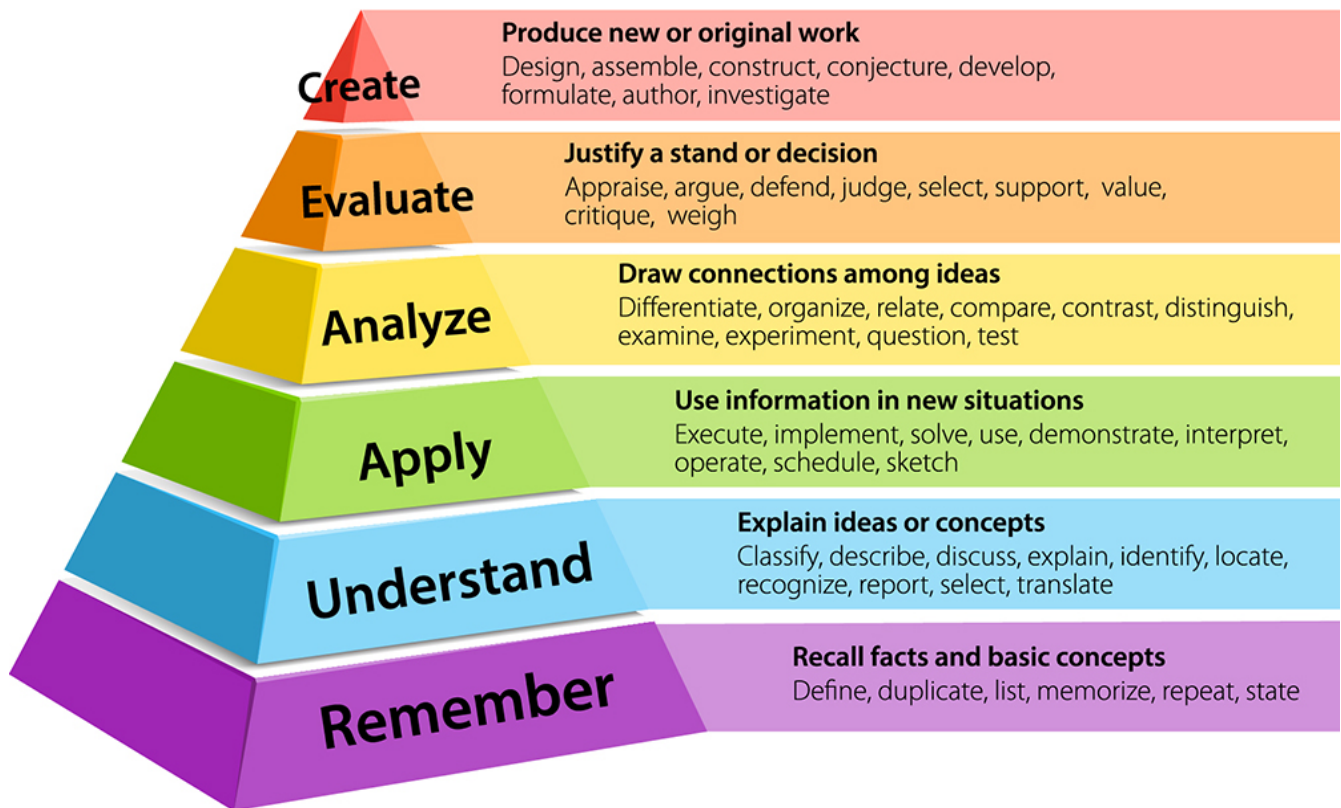 Create
Produce new or original work
Design, assemble, construct, conjecture, develop,
formulate, author, investigate
Evaluate
Justify a stand or decision
Appraise, argue, defend, judge, select, support, value,
critique, weigh
Analyze
Draw connections among ideas
Differentiate, organize, relate, compare, contrast, distinguish,
examine, experiment, question, test
Apply
Use information in new situations
Execute, implement, solve, use, demonstrate, interpret,
operate, schedule, sketch
Understand
Explain ideas or concepts
Classify, describe, discuss, explain, identify, locate,
recognize, report, select, translate
Remember
Recall facts and basic concepts
Define, duplicate, list, memorize, repeat, state